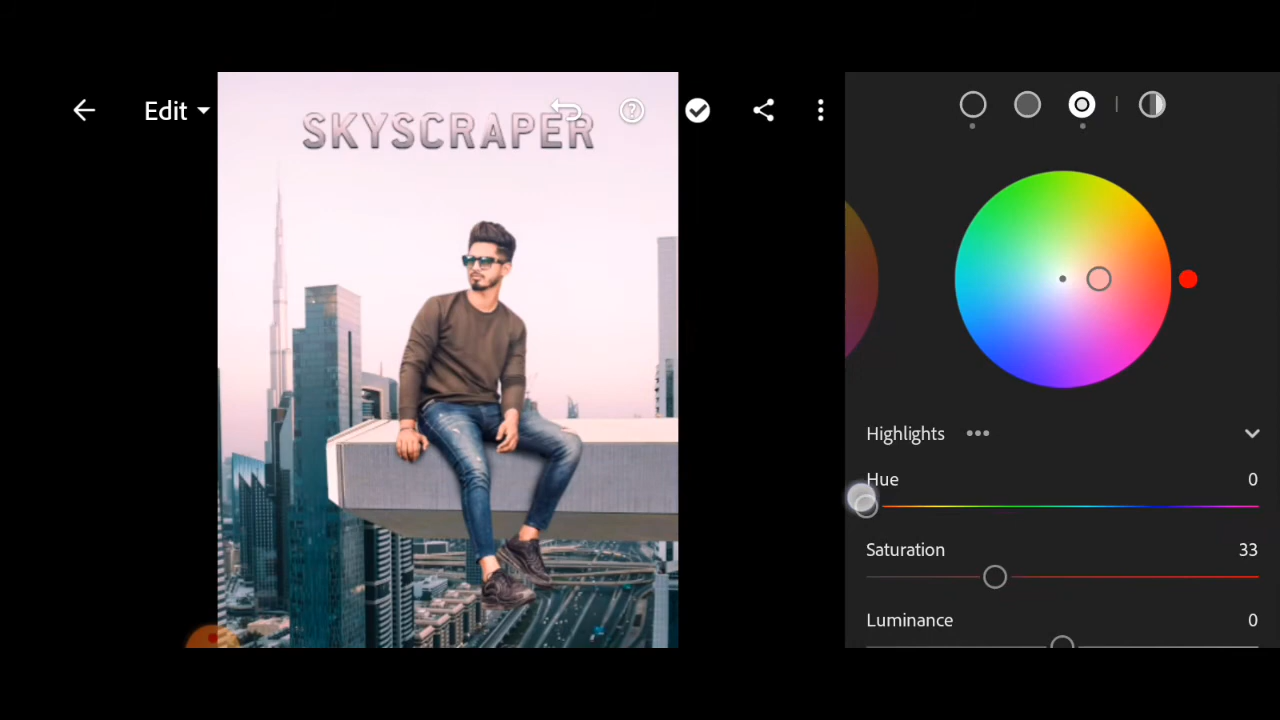 Edit
SKYSCRAPER
Highlights
Hue 0
Saturation 33
Luminance 0